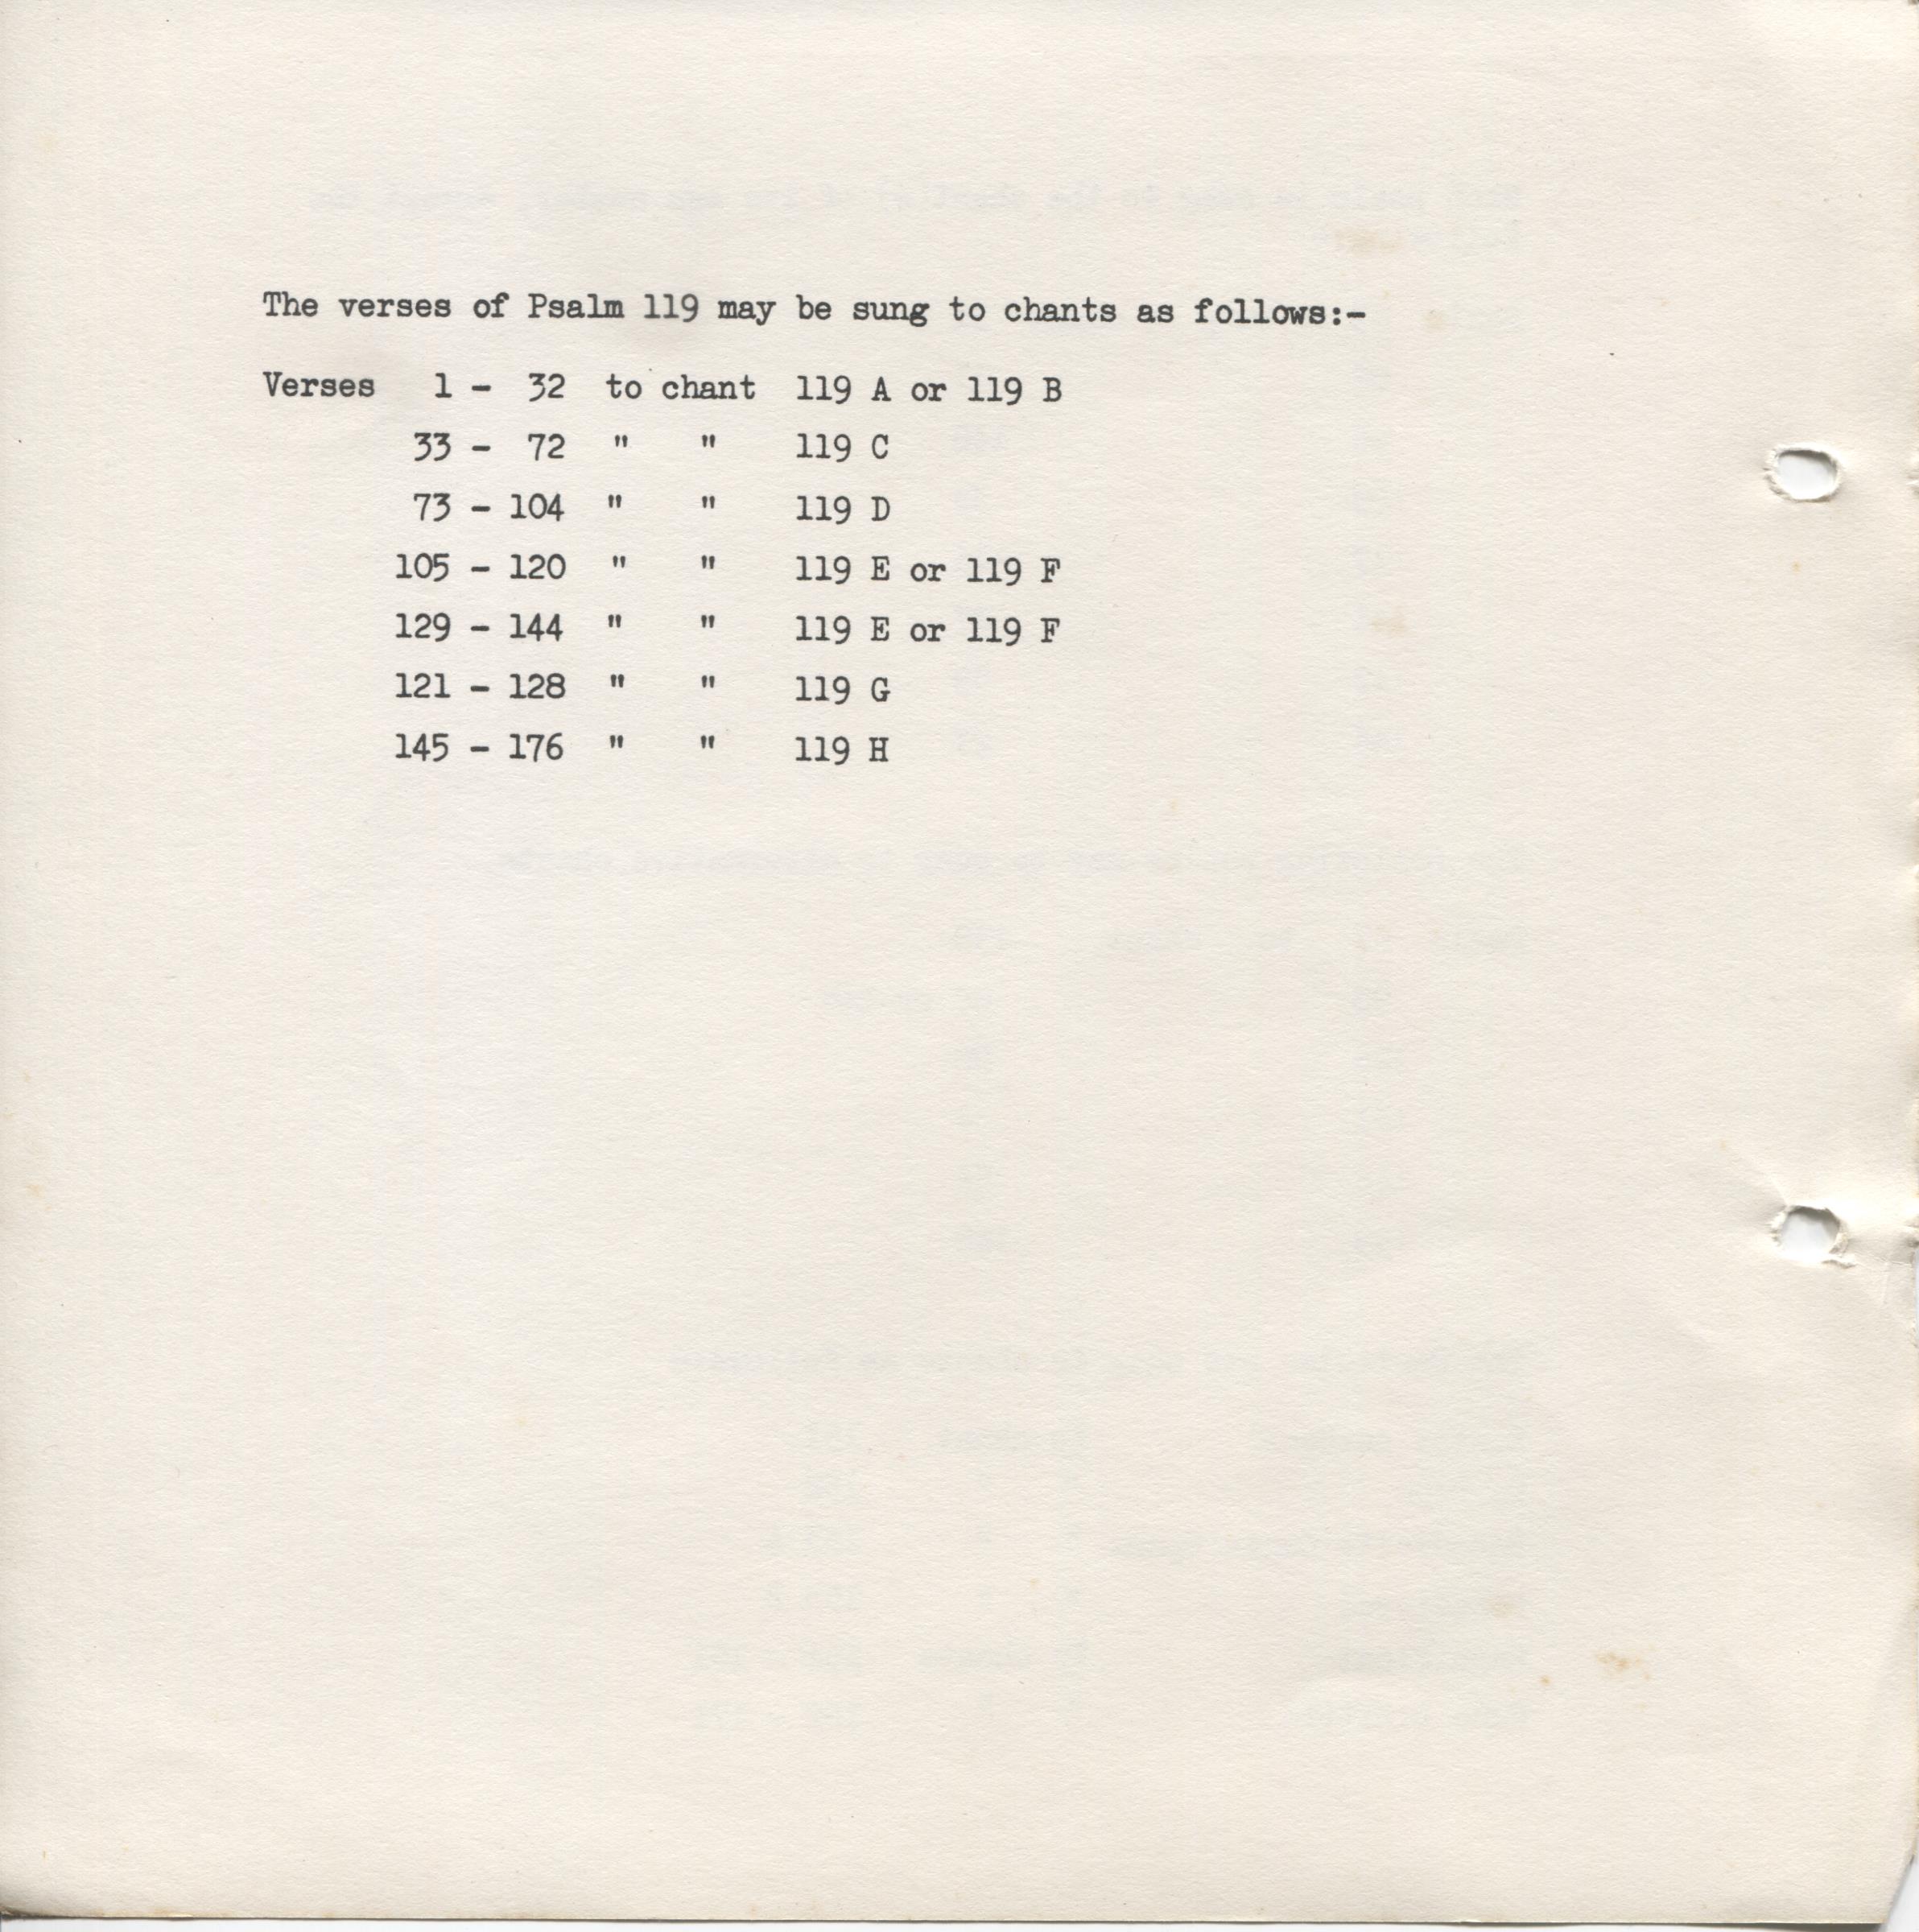 The verses of Psalm 119 may be sung to chants as follows:-
Verses 1 - 32 to chant 119 A or 119 B
33 - 72 " " 119 C
73 - 104 " " 119 D
105 - 120 " " 119 E or 119 F
129 - 144 " " 119 E or 119 F
121 - 128 " " 119 G
145 - 176 " " 119 H